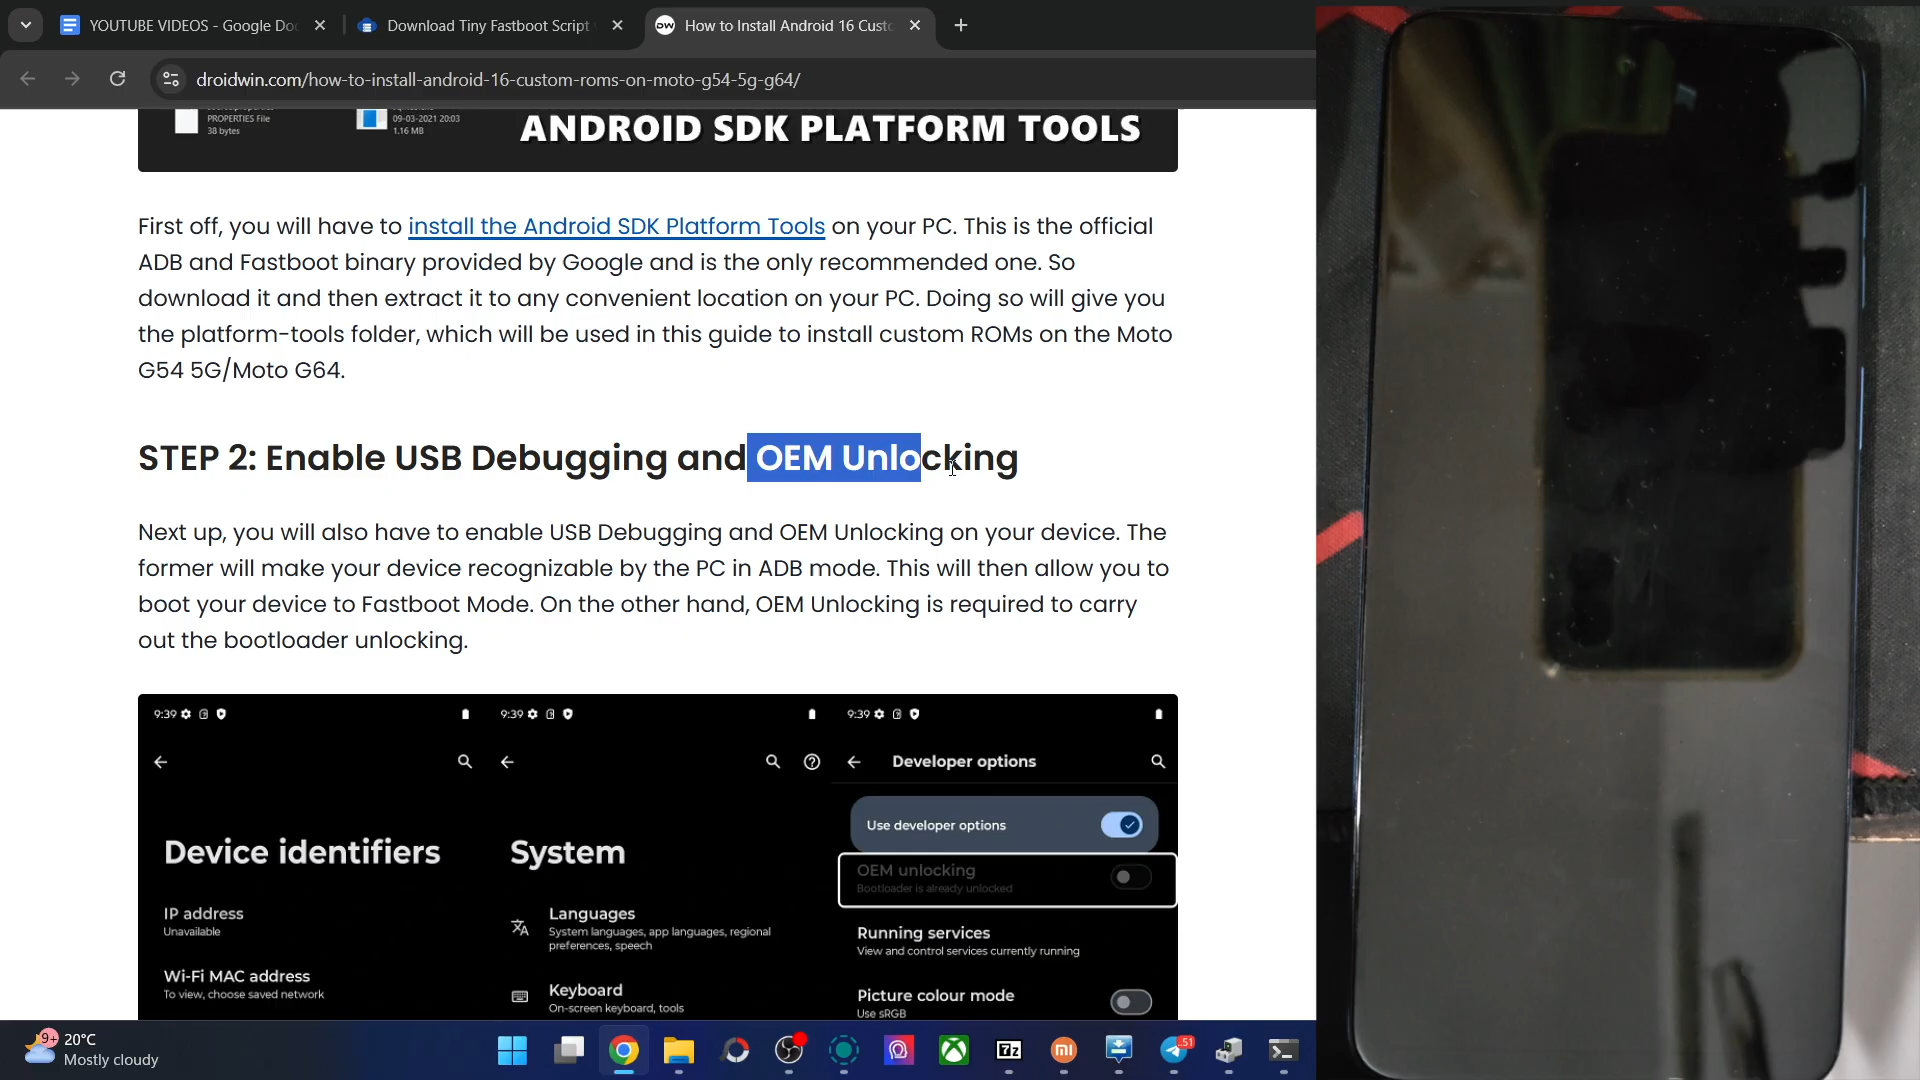 YOUTUBE VIDEOS - Google Doc
Download Tiny Fastboot Script
DW
How to Install Android 16 Custo
droidwin.com/how-to-install-android-16-custom-roms-on-moto-g54-5g-g64/
PROPERTIES File
38 bytes
09-03-2021 20:03
1.16 MB
ANDROID SDK PLATFORM TOOLS
First off, you will have to install the Android SDK Platform Tools on your PC. This is the official
ADB and Fastboot binary provided by Google and is the only recommended one. So
download it and then extract it to any convenient location on your PC. Doing so will give you
the platform-tools folder, which will be used in this guide to install custom ROMs on the Moto
G54 5G/Moto G64.
STEP 2: Enable USB Debugging and OEM Unlocking
Next up, you will also have to enable USB Debugging and OEM Unlocking on your device. The
former will make your device recognizable by the PC in ADB mode. This will then allow you to
boot your device to Fastboot Mode. On the other hand, OEM Unlocking is required to carry
out the bootloader unlocking.
9:39
9:39
9:39
Developer options
Device identifiers
System
Use developer options
OEM unlocking
Bootloader is already unlocked
IP address
Unavailable
Languages
System languages, app languages, regional
preferences, speech
Running services
View and control services currently running
Wi-Fi MAC address
To view, choose saved network
Keyboard
On-screen keyboard, tools
Picture colour mode
Use sRGB
9+
20°C
Mostly cloudy
7z
mi
51